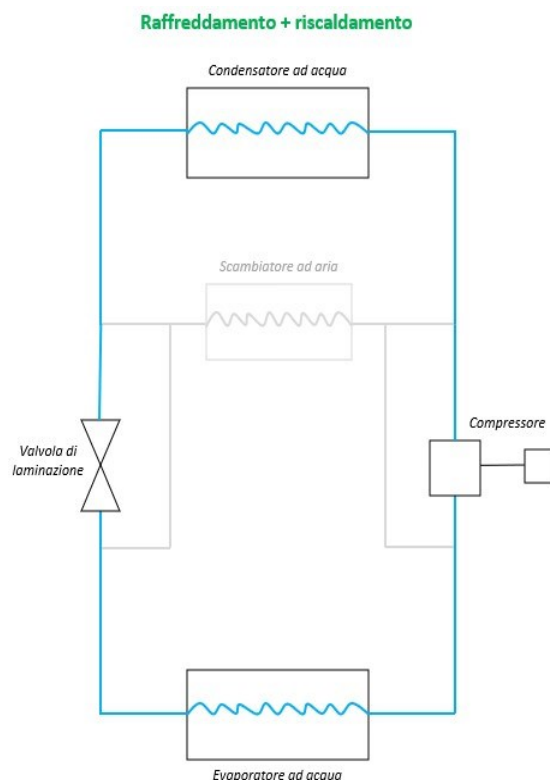 Raffreddamento + riscaldamento
Condensatore ad acqua
Scambiatore ad aria
Compressore
Valvola di
laminazione
Evaporatore ad acqua